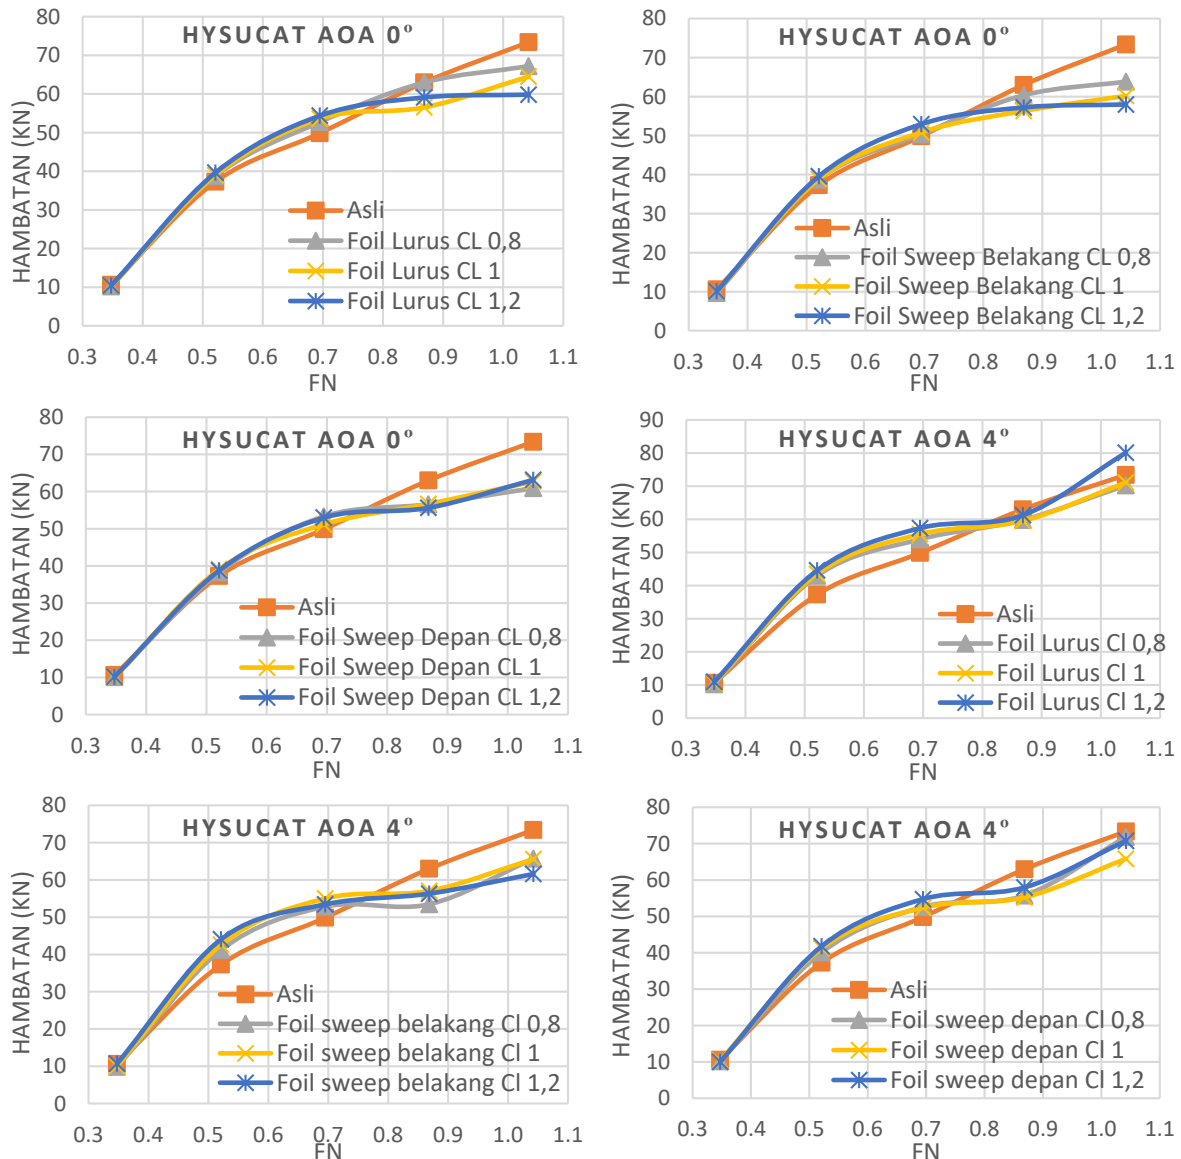 HYSUCAT AOA 0°
HAMBATAN (KN)
80
70
60
50
40
30
20
10
0
Asli
Foil Lurus CL 0,8
Foil Lurus CL 1
Foil Lurus CL 1,2
0.3 0.4 0.5 0.6 0.7 0.8 0.9 1.0 1.1
FN
HYSUCAT AOA 0°
HAMBATAN (KN)
80
70
60
50
40
30
20
10
0
Asli
Foil Sweep Belakang CL 0,8
Foil Sweep Belakang CL 1
Foil Sweep Belakang CL 1,2
0.3 0.4 0.5 0.6 0.7 0.8 0.9 1.0 1.1
FN
HYSUCAT AOA 0°
HAMBATAN (KN)
80
70
60
50
40
30
20
10
0
Asli
Foil Sweep Depan CL 0,8
Foil Sweep Depan CL 1
Foil Sweep Depan CL 1,2
0.3 0.4 0.5 0.6 0.7 0.8 0.9 1.0 1.1
FN
HYSUCAT AOA 4°
HAMBATAN (KN)
90
80
70
60
50
40
30
20
10
0
Asli
Foil Lurus Cl 0,8
Foil Lurus Cl 1
Foil Lurus Cl 1,2
0.3 0.4 0.5 0.6 0.7 0.8 0.9 1.0 1.1
FN
HYSUCAT AOA 4°
HAMBATAN (KN)
80
70
60
50
40
30
20
10
0
Asli
Foil sweep belakang Cl 0,8
Foil sweep belakang Cl 1
Foil sweep belakang Cl 1,2
0.3 0.4 0.5 0.6 0.7 0.8 0.9 1.0 1.1
FN
HYSUCAT AOA 4°
HAMBATAN (KN)
80
70
60
50
40
30
20
10
0
Asli
Foil sweep depan Cl 0,8
Foil sweep depan Cl 1
Foil sweep depan Cl 1,2
0.3 0.4 0.5 0.6 0.7 0.8 0.9 1.0 1.1
FN